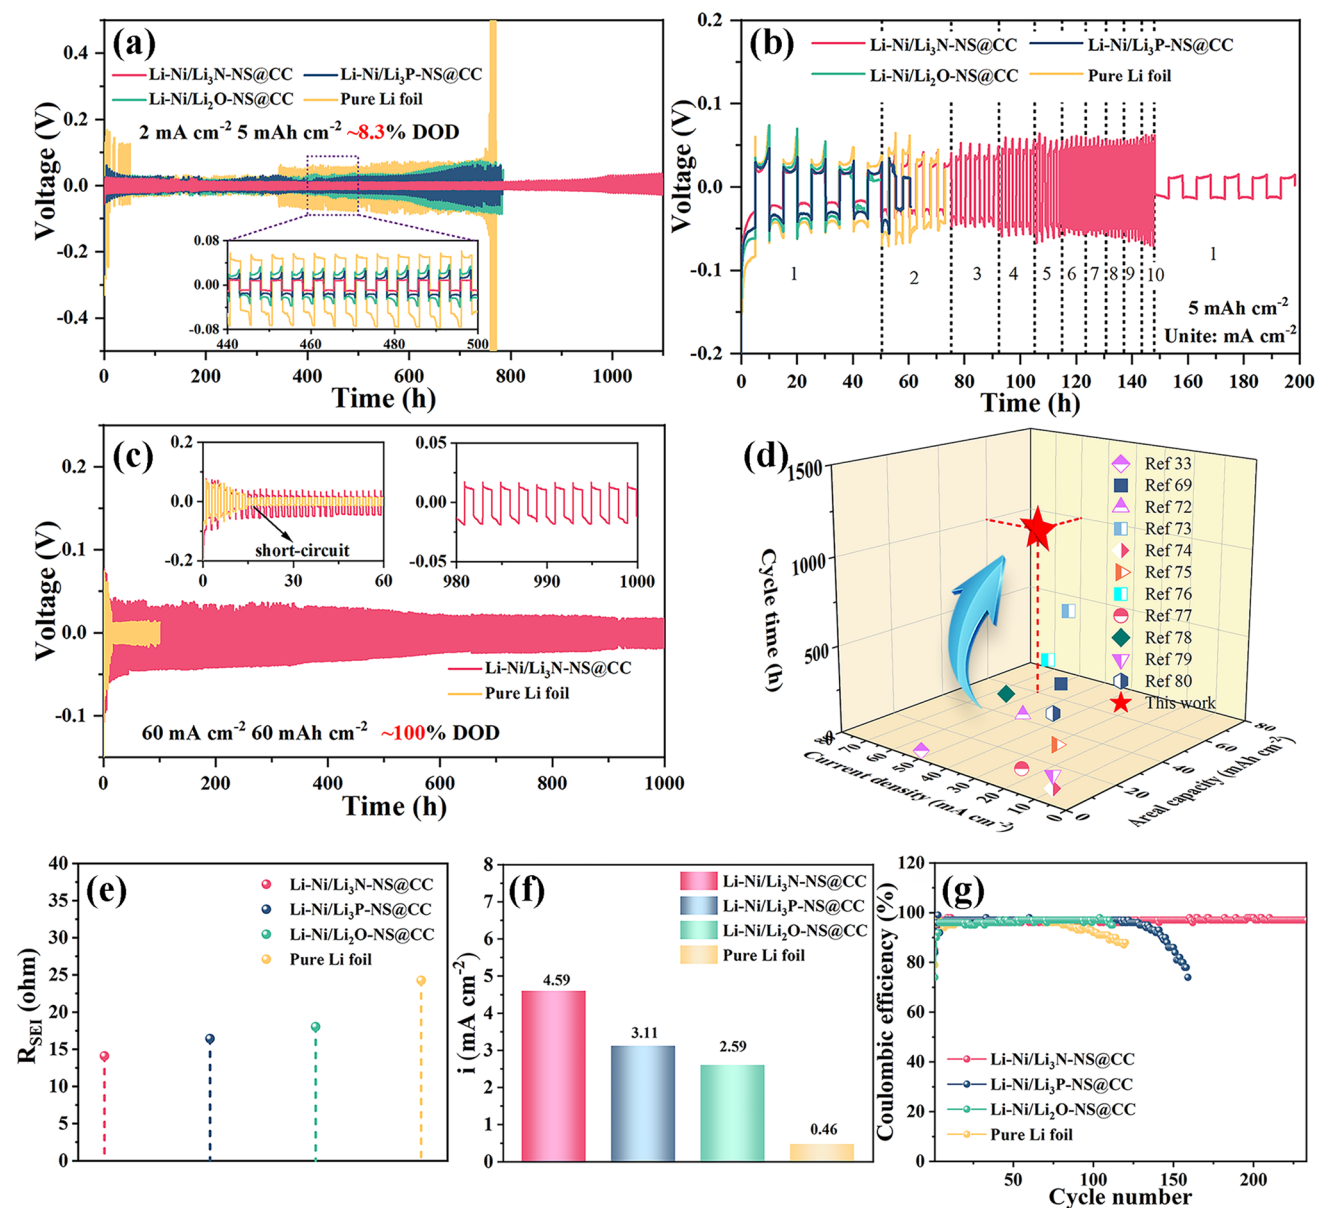 (a)
Li-Ni/Li₃N-NS@CC
Li-Ni/Li₃P-NS@CC
Li-Ni/Li₂O-NS@CC
Pure Li foil
2 mA cm⁻² 5 mAh cm⁻² ~8.3% DOD
Voltage (V)
0.4
0.2
0.0
-0.2
-0.4
0.08
0.00
-0.08
440 460 480 500
0 200 400 600 800 1000
Time (h)
(b)
Li-Ni/Li₃N-NS@CC
Li-Ni/Li₃P-NS@CC
Li-Ni/Li₂O-NS@CC
Pure Li foil
Voltage (V)
0.2
0.1
0.0
-0.1
-0.2
1 2 3 4 5 6 7 8 9 10 1
5 mAh cm⁻²
Unite: mA cm⁻²
0 20 40 60 80 100 120 140 160 180 200
Time (h)
(c)
Voltage (V)
0.2
0.1
0.0
-0.1
0.2
0.0
-0.2
short-circuit
0 30 60
0.05
0.00
-0.05
980 990 1000
Li-Ni/Li₃N-NS@CC
Pure Li foil
60 mA cm⁻² 60 mAh cm⁻² ~100% DOD
0 200 400 600 800 1000
Time (h)
(d)
Cycle time (h)
1500
1000
500
0
Ref 33
Ref 69
Ref 72
Ref 73
Ref 74
Ref 75
Ref 76
Ref 77
Ref 78
Ref 79
Ref 80
This work
70 60 50 40 30 20 10 0
Current density (mA cm⁻²)
0 20 40 60 80
Areal capacity (mAh cm⁻²)
(e)
R_SEI (ohm)
40
35
30
25
20
15
10
5
0
Li-Ni/Li₃N-NS@CC
Li-Ni/Li₃P-NS@CC
Li-Ni/Li₂O-NS@CC
Pure Li foil
(f)
i (mA cm⁻²)
8
7
6
5
4
3
2
1
0
Li-Ni/Li₃N-NS@CC
Li-Ni/Li₃P-NS@CC
Li-Ni/Li₂O-NS@CC
Pure Li foil
4.59
3.11
2.59
0.46
(g)
Coulombic efficiency (%)
120
100
80
60
40
20
0
Li-Ni/Li₃N-NS@CC
Li-Ni/Li₃P-NS@CC
Li-Ni/Li₂O-NS@CC
Pure Li foil
50 100 150 200
Cycle number